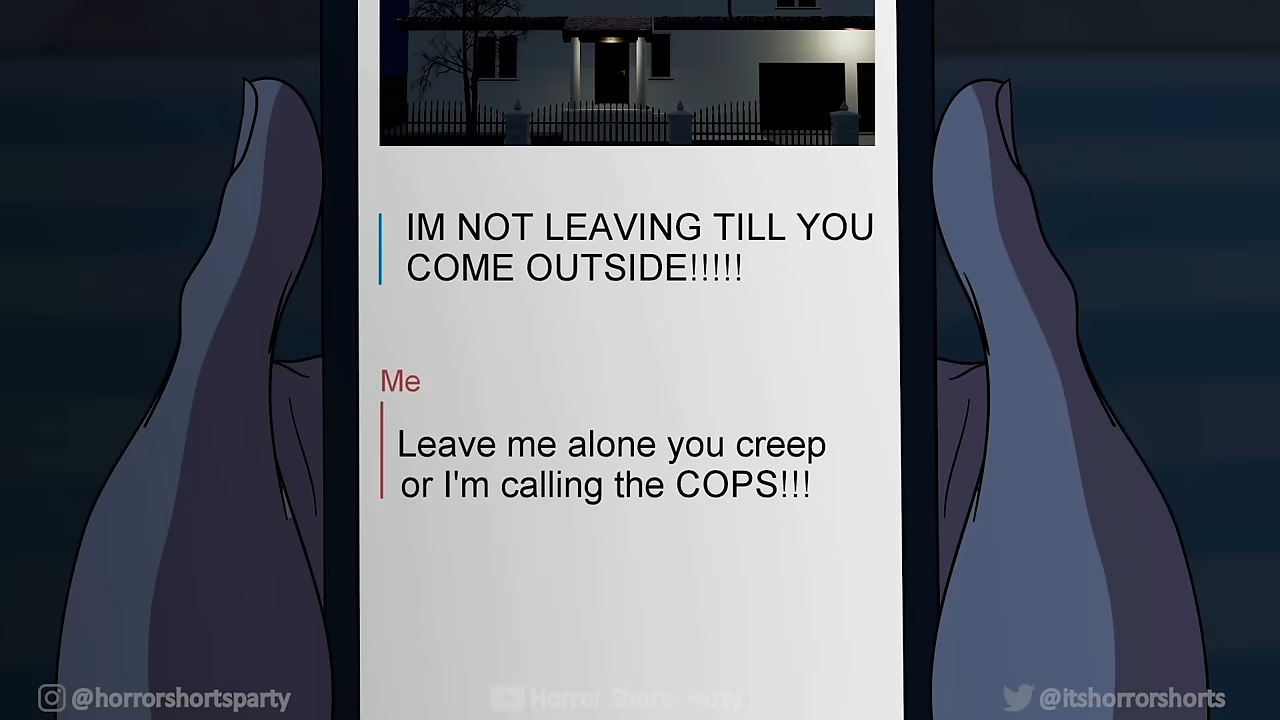 IM NOT LEAVING TILL YOU
COME OUTSIDE!!!!!
Me
Leave me alone you creep
or I'm calling the COPS!!!
@horrorshortsparty
Horror Shorts Party
@itshorrorshorts